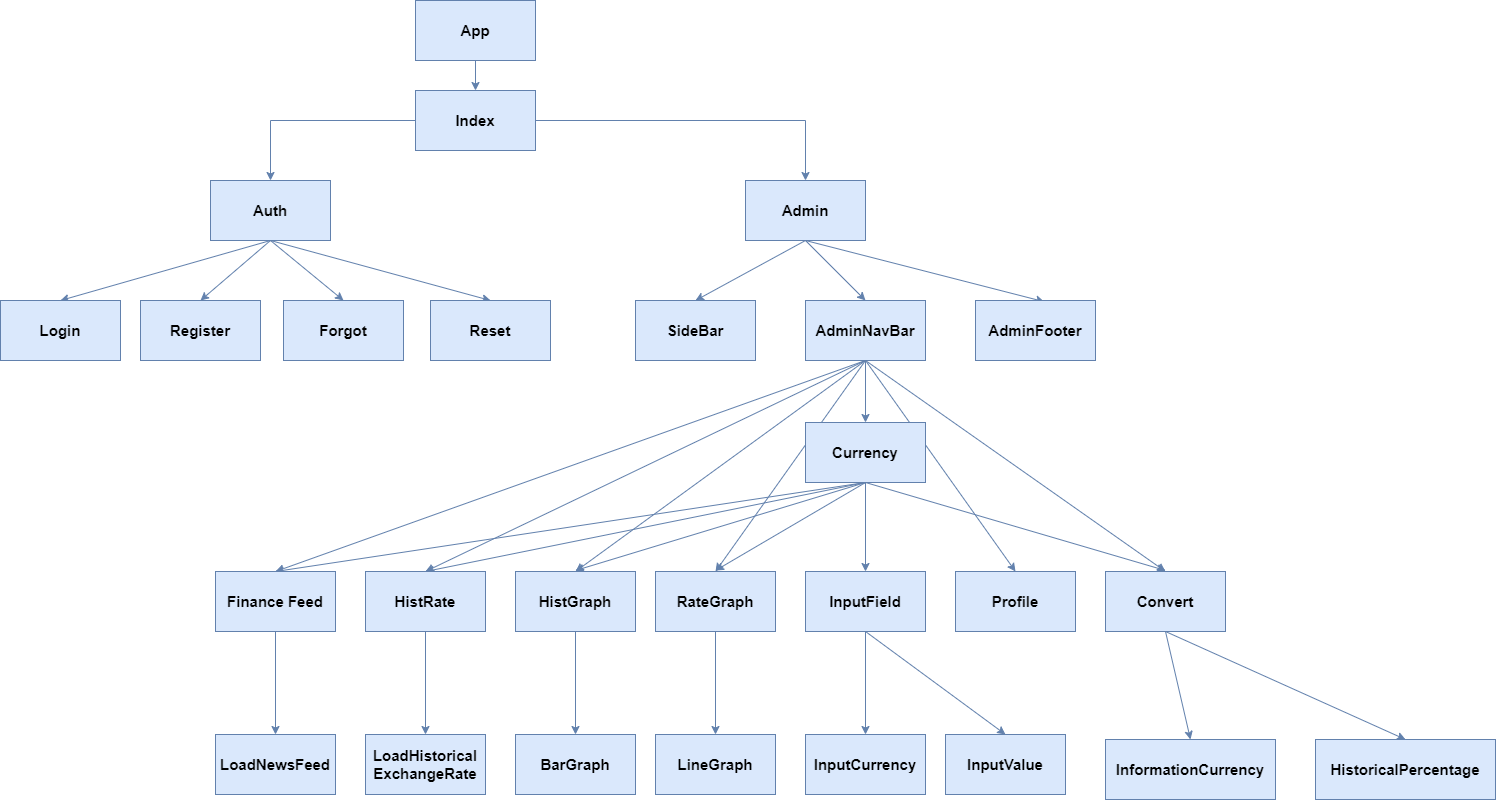 App
Index
Auth
Admin
Login
Register
Forgot
Reset
SideBar
AdminNavBar
AdminFooter
Currency
Finance Feed
HistRate
HistGraph
RateGraph
InputField
Profile
Convert
LoadNewsFeed
LoadHistorical
ExchangeRate
BarGraph
LineGraph
InputCurrency
InputValue
InformationCurrency
HistoricalPercentage